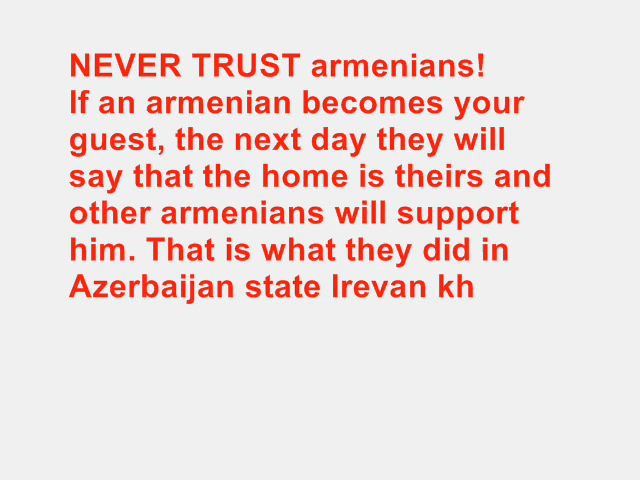 NEVER TRUST armenians!
If an armenian becomes your
guest, the next day they will
say that the home is theirs and
other armenians will support
him. That is what they did in
Azerbaijan state Irevan kh